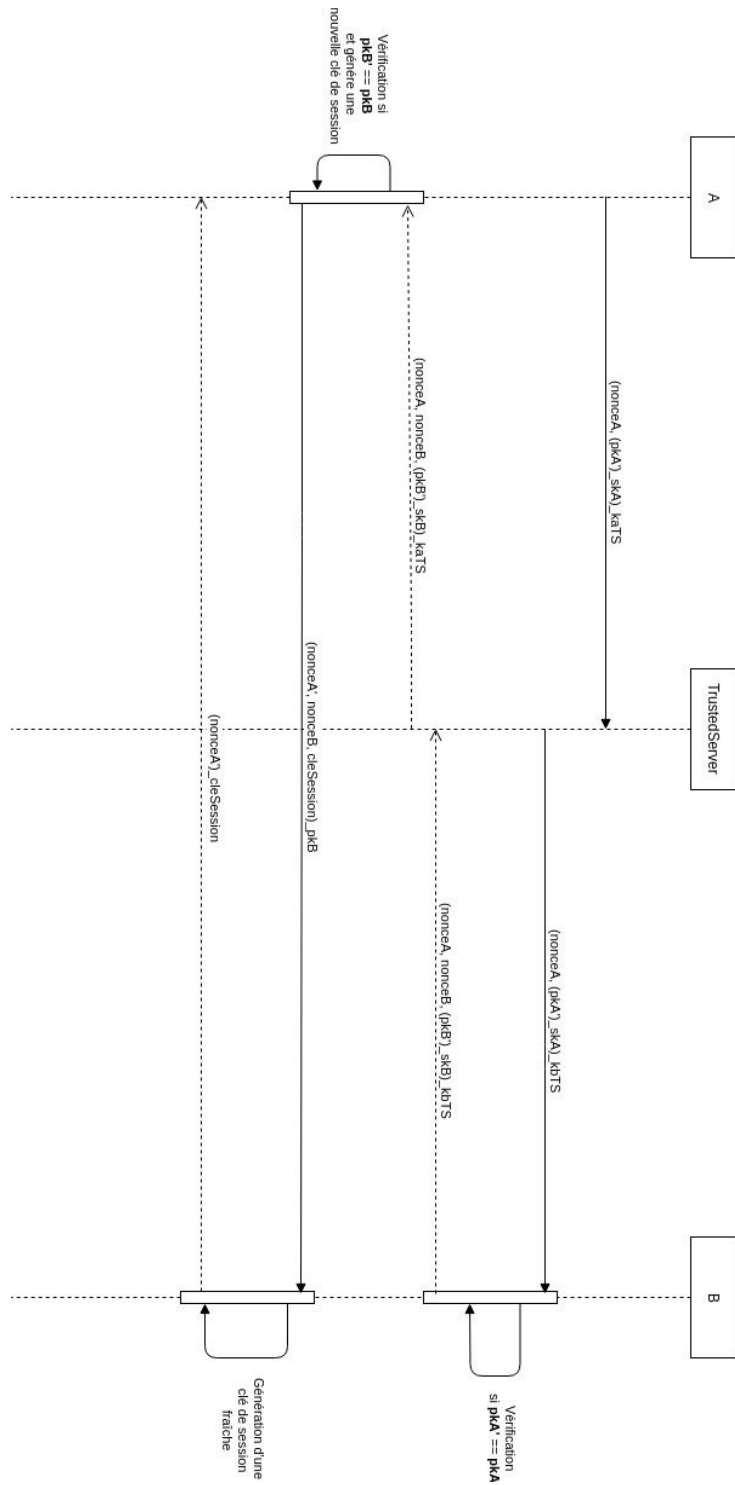 A
TrustedServer
B
(nonceA, (pkA')_skA)_kaTS
(nonceA, (pkA')_skA)_kbTS
Vérification
si pkA' == pkA
(nonceA, nonceB, (pkB')_skB)_kbTS
(nonceA, nonceB, (pkB')_skB)_kaTS
Vérification si
pkB' == pkB
et génère une
nouvelle clé de session
(nonceA', nonceB, cleSession)_pkB
Génération d'une
clé de session
fraîche
(nonceA')_cleSession